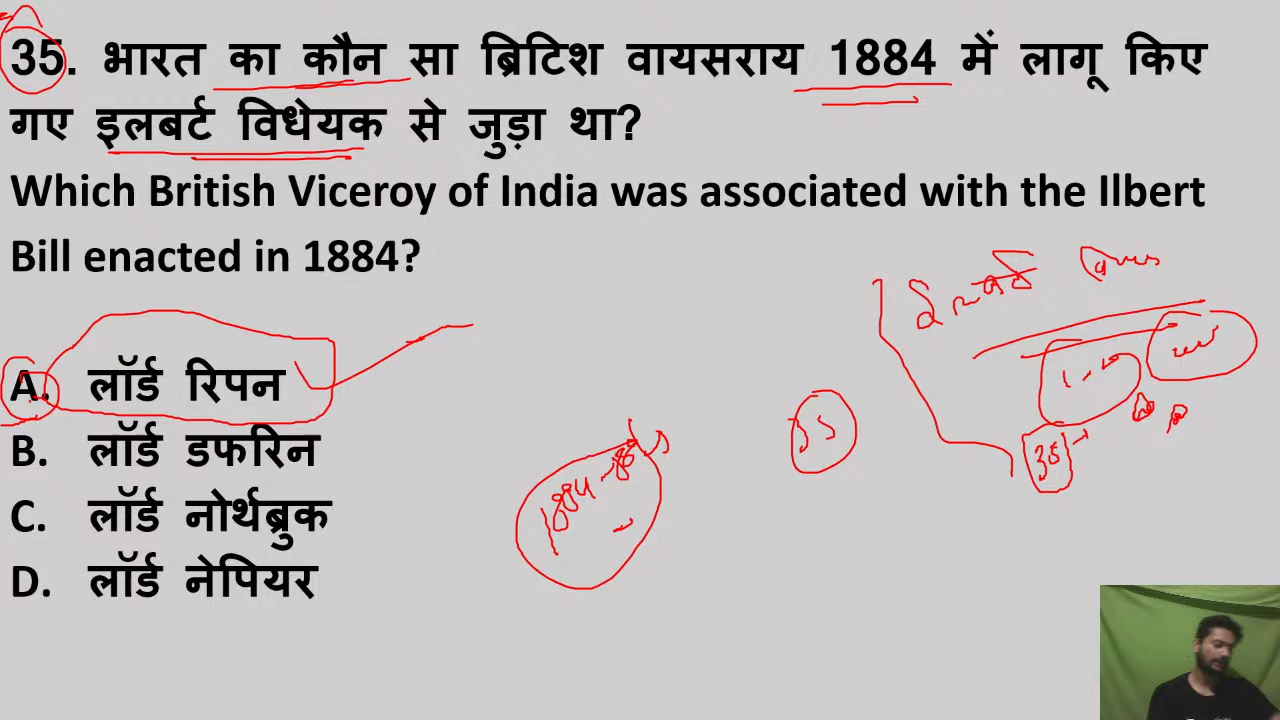 35. भारत का कौन सा ब्रिटिश वायसराय 1884 में लागू किए
गए इलबर्ट विधेयक से जुड़ा था?
Which British Viceroy of India was associated with the Ilbert
Bill enacted in 1884?
A. लॉर्ड रिपन
B. लॉर्ड डफरिन
C. लॉर्ड नोर्थब्रुक
D. लॉर्ड नेपियर
35